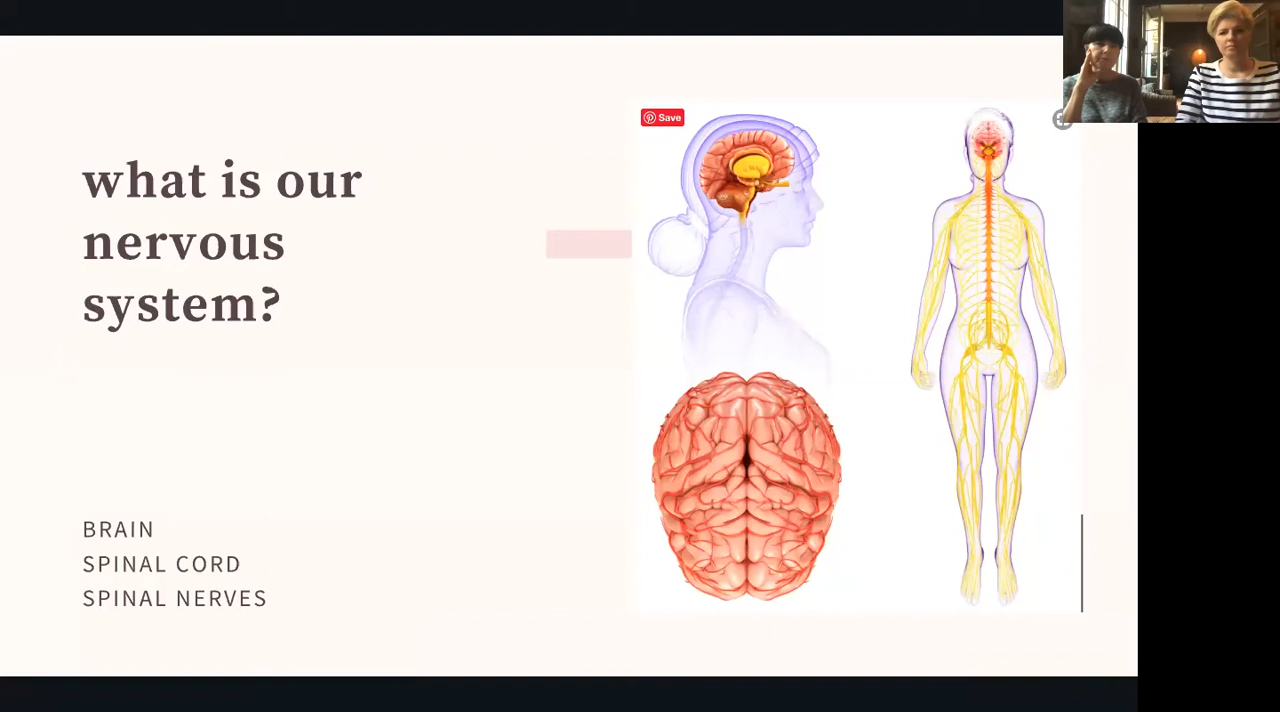 what is our
nervous
system?
Save
BRAIN
SPINAL CORD
SPINAL NERVES